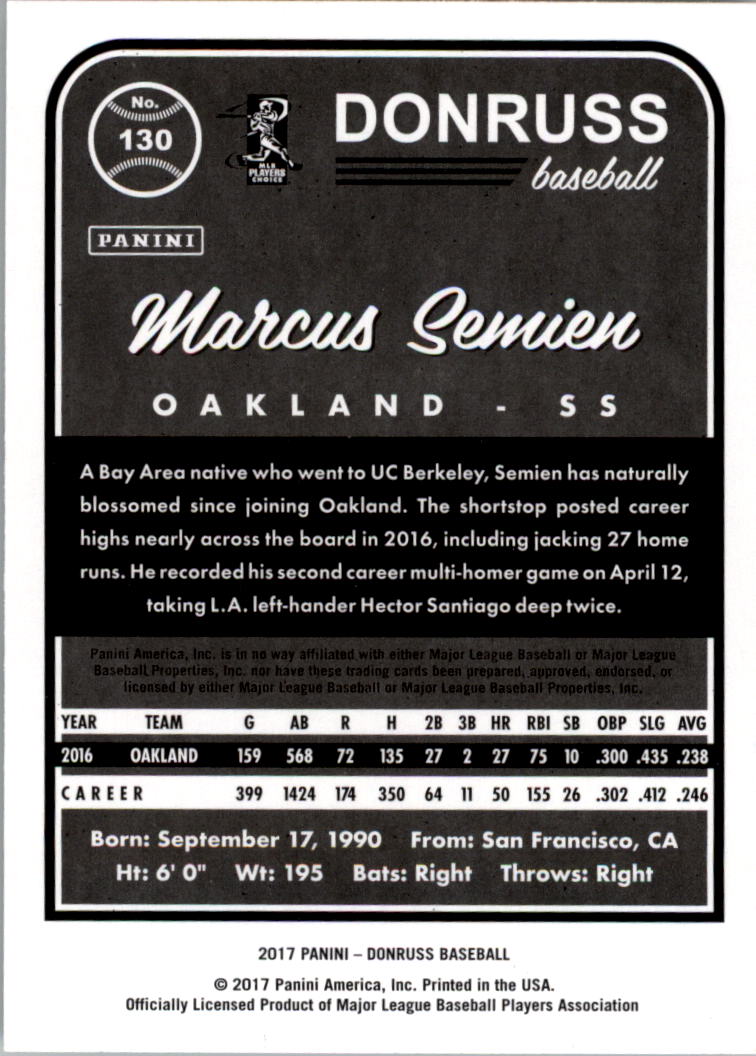 No.
130
MLB
PLAYERS
CHOICE
DONRUSS
baseball
PANINI
Marcus Semien
OAKLAND - SS
A Bay Area native who went to UC Berkeley, Semien has naturally
blossomed since joining Oakland. The shortstop posted career
highs nearly across the board in 2016, including jacking 27 home
runs. He recorded his second career multi-homer game on April 12,
taking L.A. left-hander Hector Santiago deep twice.
Panini America, Inc. is in no way affiliated with either Major League Baseball or Major League
Baseball Properties, Inc. nor have these trading cards been prepared, approved, endorsed, or
licensed by either Major League Baseball or Major League Baseball Properties, Inc.
YEAR TEAM G AB R H 2B 3B HR RBI SB OBP SLG AVG
2016 OAKLAND 159 568 72 135 27 2 27 75 10 .300 .435 .238
CAREER 399 1424 174 350 64 11 50 155 26 .302 .412 .246
Born: September 17, 1990 From: San Francisco, CA
Ht: 6' 0" Wt: 195 Bats: Right Throws: Right
2017 PANINI – DONRUSS BASEBALL
© 2017 Panini America, Inc. Printed in the USA.
Officially Licensed Product of Major League Baseball Players Association